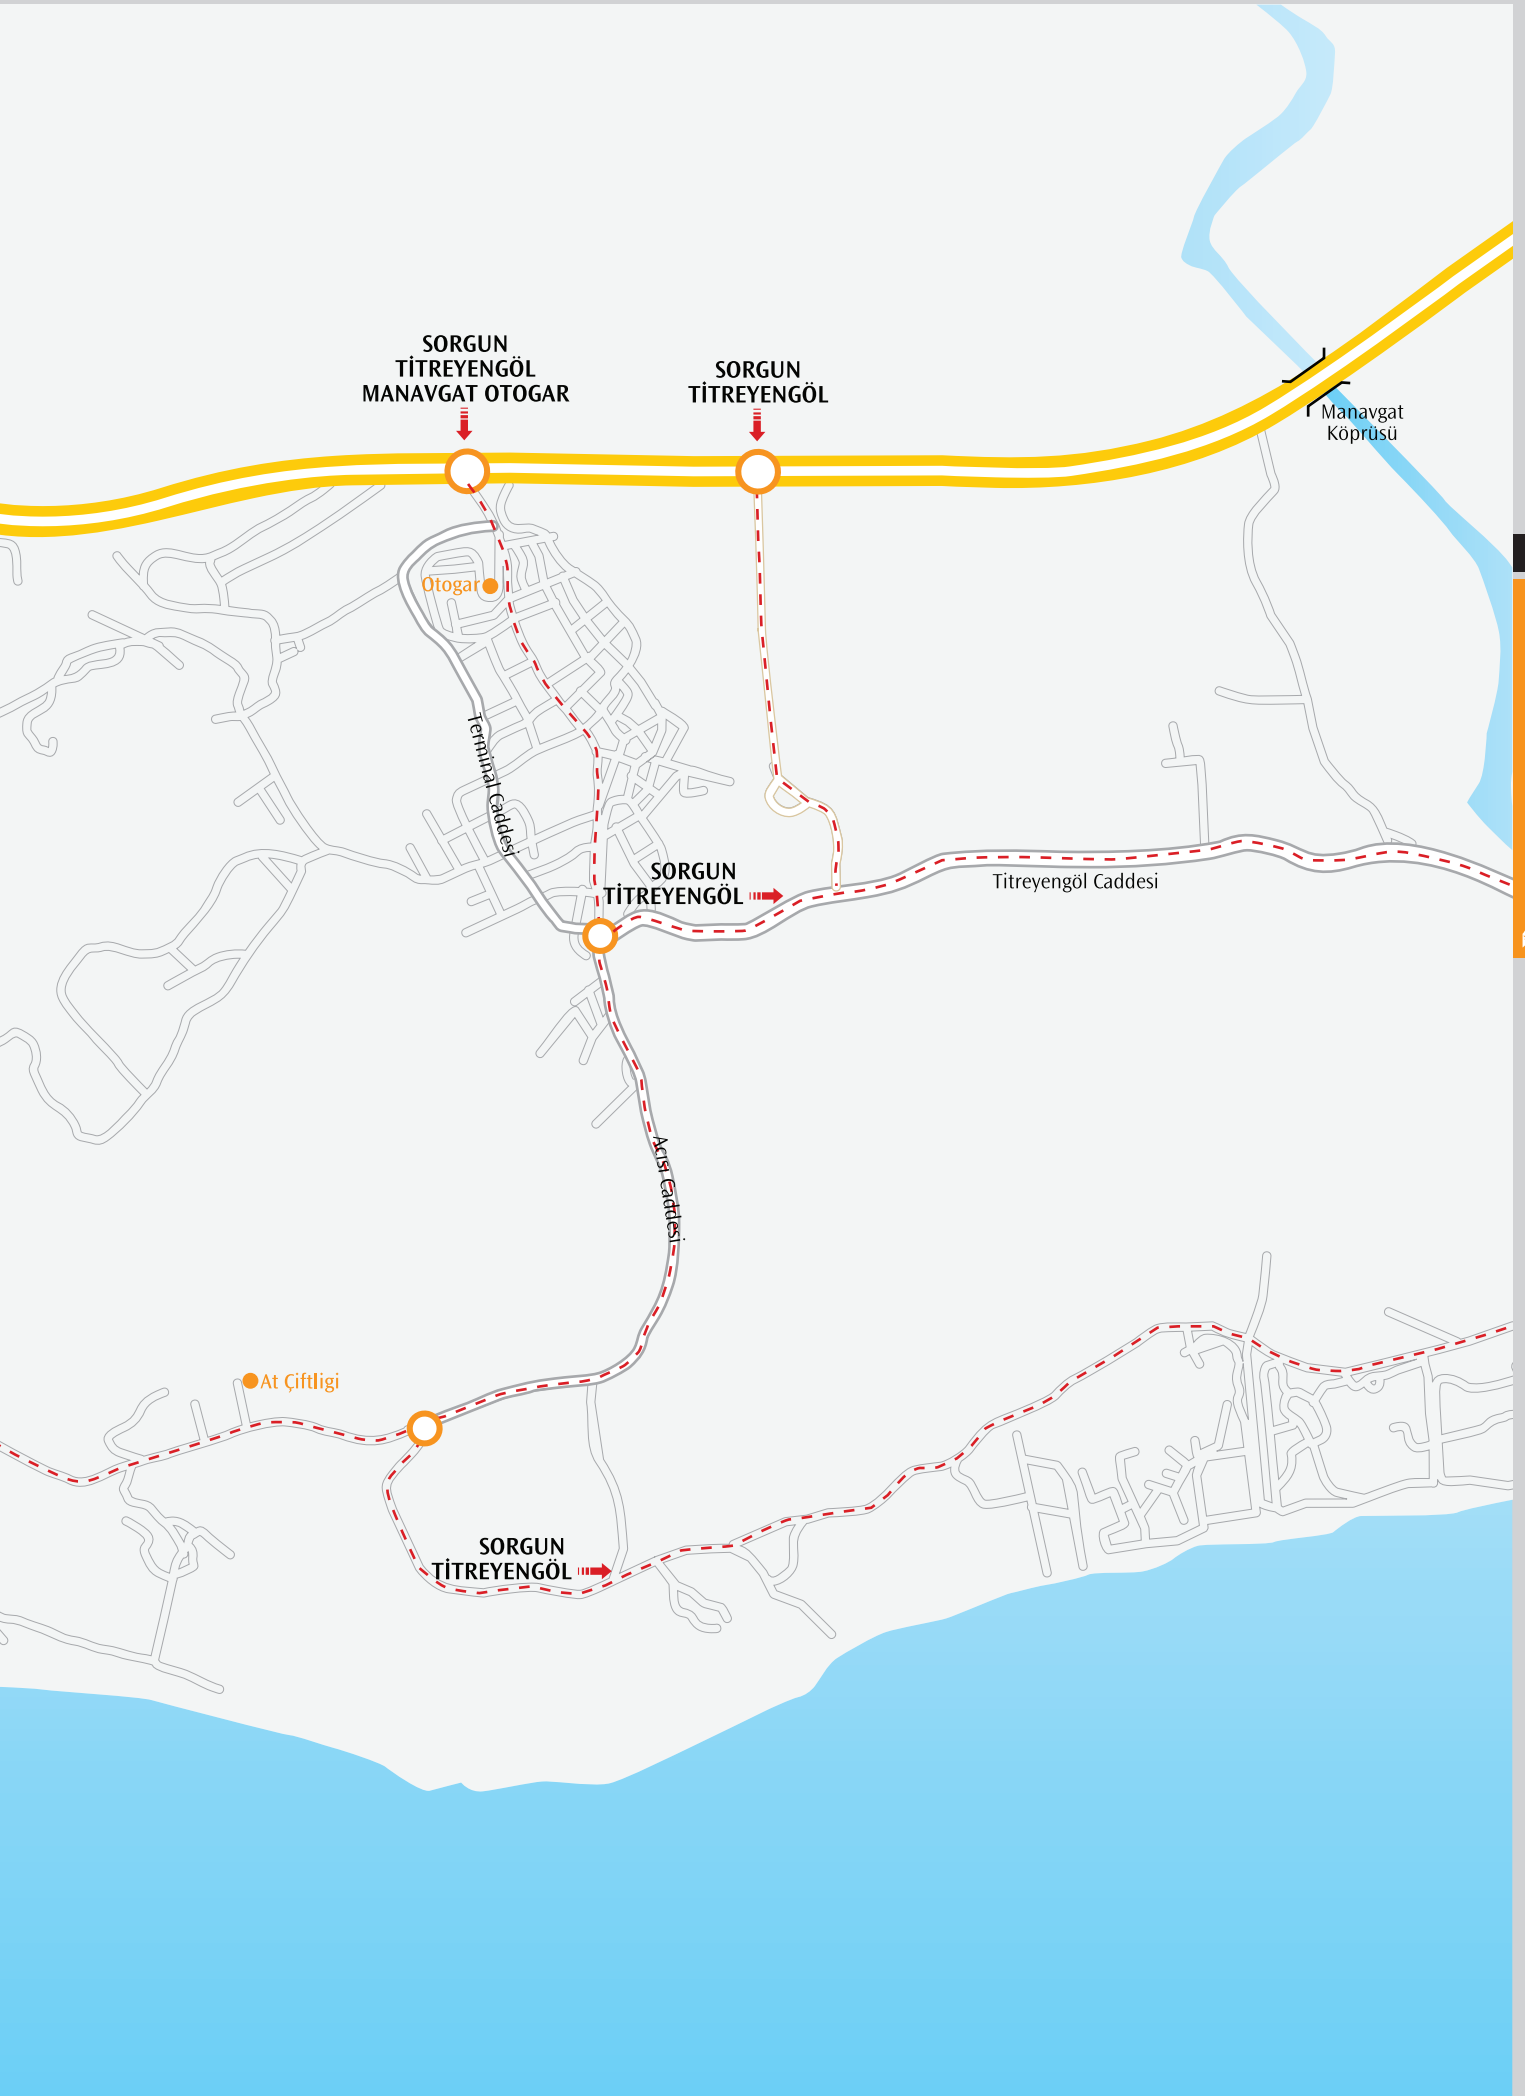 SORGUN
TİTREYENGÖL
MANAVGAT OTOGAR
SORGUN
TİTREYENGÖL
Manavgat
Köprüsü
Otogar
Terminal Caddesi
SORGUN
TİTREYENGÖL
Titreyengöl Caddesi
Acısı Caddesi
At Çiftligi
SORGUN
TİTREYENGÖL